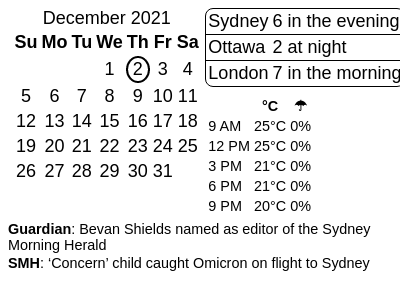 December 2021
Su Mo Tu We Th Fr Sa
1 2 3 4
5 6 7 8 9 10 11
12 13 14 15 16 17 18
19 20 21 22 23 24 25
26 27 28 29 30 31
Sydney 6 in the evening
Ottawa 2 at night
London 7 in the morning
°C ☂
9 AM 25°C 0%
12 PM 25°C 0%
3 PM 21°C 0%
6 PM 21°C 0%
9 PM 20°C 0%
Guardian: Bevan Shields named as editor of the Sydney
Morning Herald
SMH: ‘Concern’ child caught Omicron on flight to Sydney